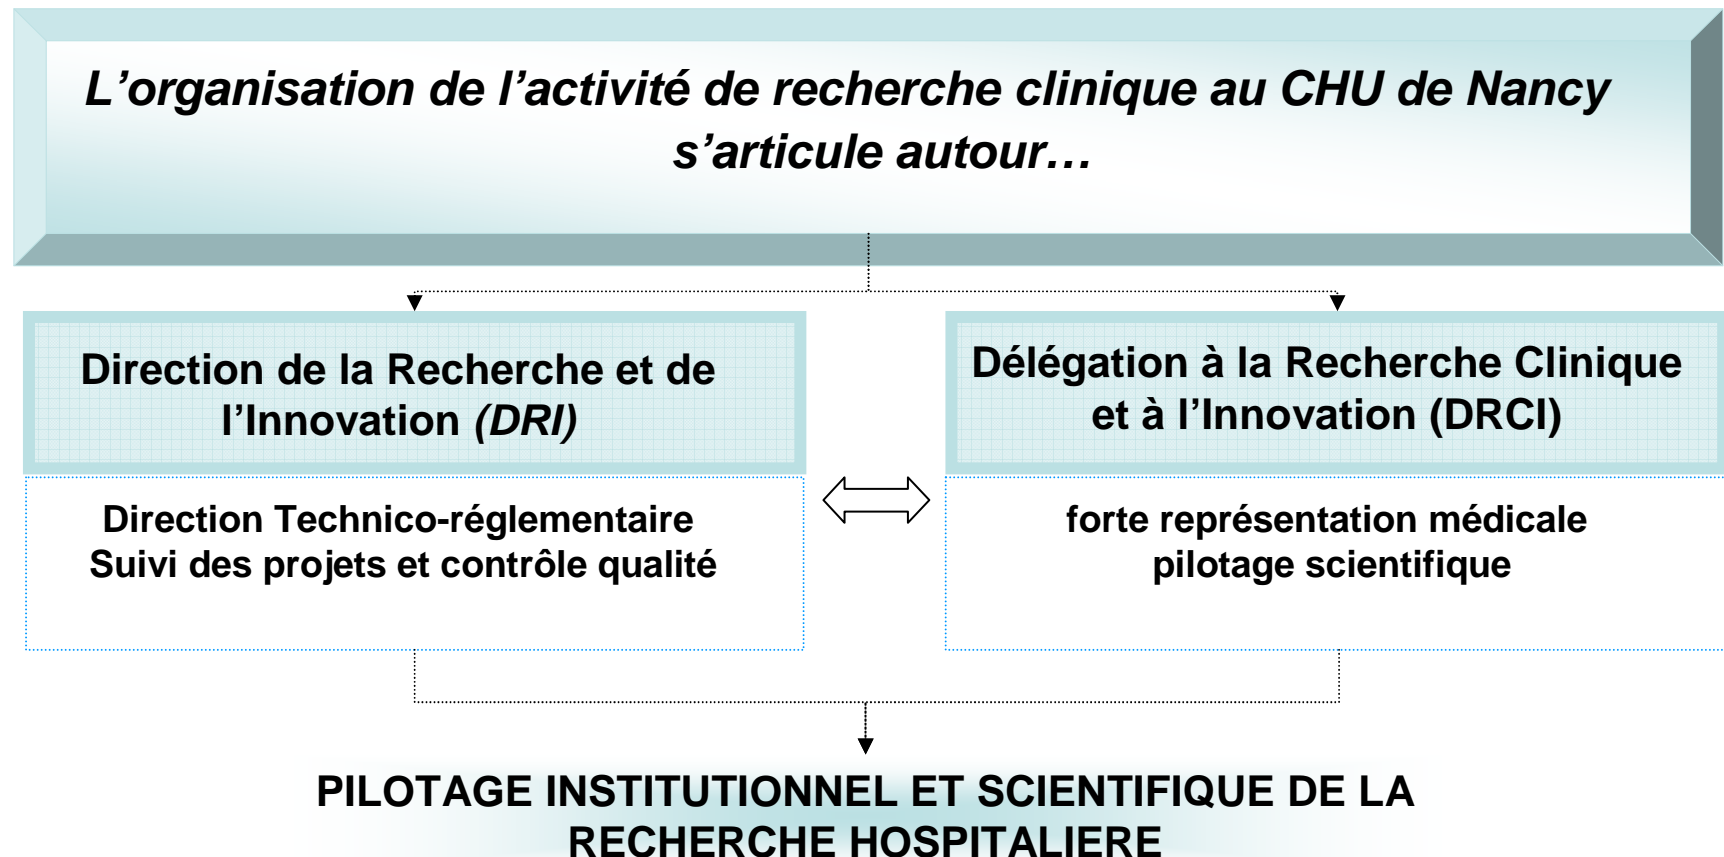 L’organisation de l’activité de recherche clinique au CHU de Nancy
s’articule autour…
Direction de la Recherche et de
l’Innovation (DRI)
Direction Technico-réglementaire
Suivi des projets et contrôle qualité
Délégation à la Recherche Clinique
et à l’Innovation (DRCI)
forte représentation médicale
pilotage scientifique
PILOTAGE INSTITUTIONNEL ET SCIENTIFIQUE DE LA
RECHERCHE HOSPITALIERE